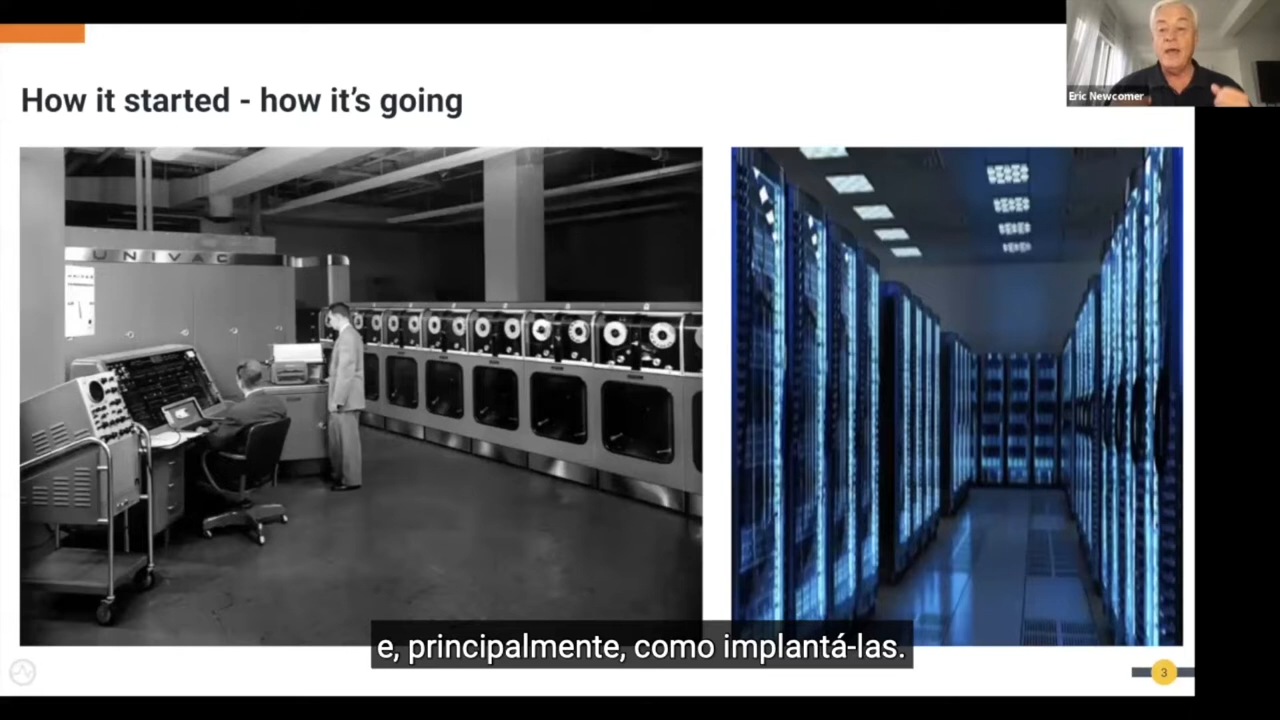 How it started - how it's going
Eric Newcomer
UNIVAC
e, principalmente, como implantá-las.
3